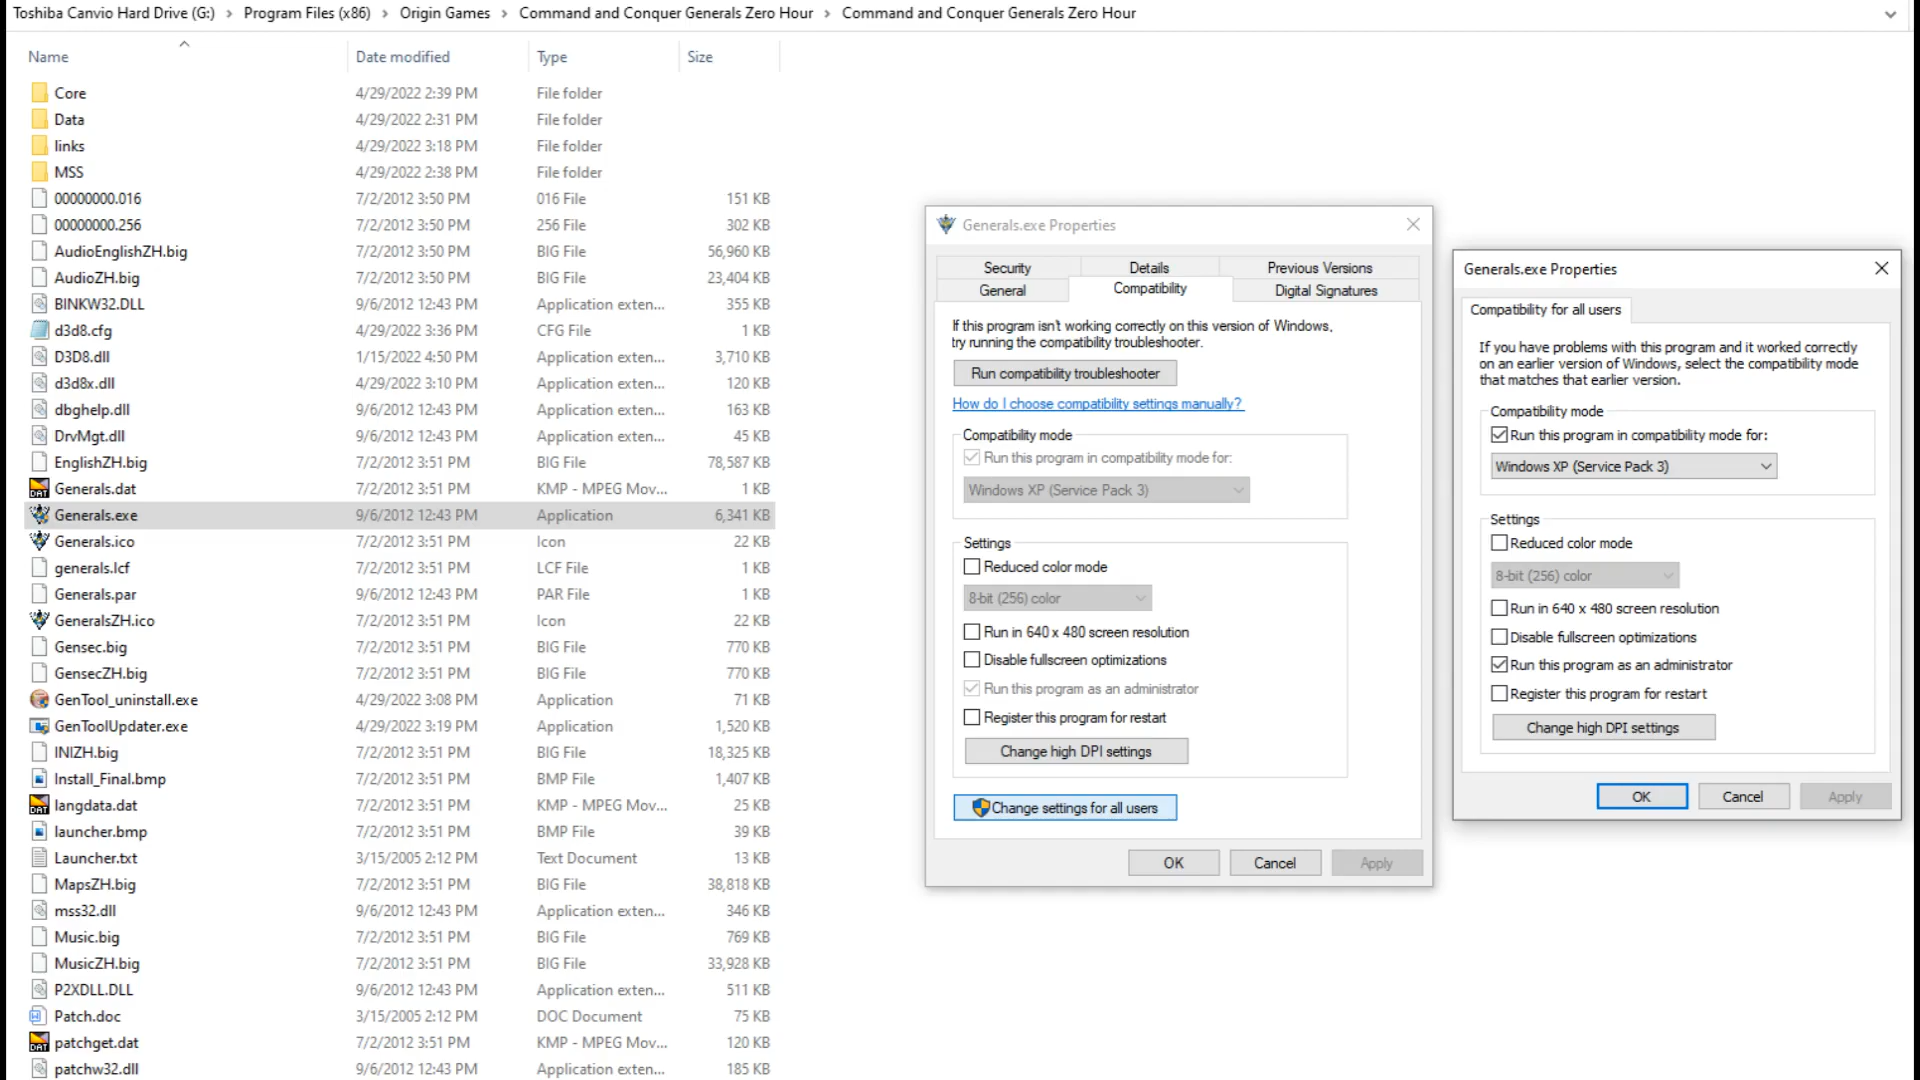 Toshiba Canvio Hard Drive (G:) › Program Files (x86) › Origin Games › Command and Conquer Generals Zero Hour › Command and Conquer Generals Zero Hour
Name Date modified Type Size
Core 4/29/2022 2:39 PM File folder
Data 4/29/2022 2:31 PM File folder
links 4/29/2022 3:18 PM File folder
MSS 4/29/2022 2:38 PM File folder
00000000.016 7/2/2012 3:50 PM 016 File 151 KB
00000000.256 7/2/2012 3:50 PM 256 File 302 KB
AudioEnglishZH.big 7/2/2012 3:50 PM BIG File 56,960 KB
AudioZH.big 7/2/2012 3:50 PM BIG File 23,404 KB
BINKW32.DLL 9/6/2012 12:43 PM Application exten... 355 KB
d3d8.cfg 4/29/2022 3:36 PM CFG File 1 KB
D3D8.dll 1/15/2022 4:50 PM Application exten... 3,710 KB
d3d8x.dll 4/29/2022 3:10 PM Application exten... 120 KB
dbghelp.dll 9/6/2012 12:43 PM Application exten... 163 KB
DrvMgt.dll 9/6/2012 12:43 PM Application exten... 45 KB
EnglishZH.big 7/2/2012 3:51 PM BIG File 78,587 KB
DAT Generals.dat 7/2/2012 3:51 PM KMP - MPEG Mov... 1 KB
Generals.exe 9/6/2012 12:43 PM Application 6,341 KB
Generals.ico 7/2/2012 3:51 PM Icon 22 KB
generals.lcf 7/2/2012 3:51 PM LCF File 1 KB
Generals.par 9/6/2012 12:43 PM PAR File 1 KB
GeneralsZH.ico 7/2/2012 3:51 PM Icon 22 KB
Gensec.big 7/2/2012 3:51 PM BIG File 770 KB
GensecZH.big 7/2/2012 3:51 PM BIG File 770 KB
GenTool_uninstall.exe 4/29/2022 3:08 PM Application 71 KB
GenToolUpdater.exe 4/29/2022 3:19 PM Application 1,520 KB
INIZH.big 7/2/2012 3:51 PM BIG File 18,325 KB
Install_Final.bmp 7/2/2012 3:51 PM BMP File 1,407 KB
DAT langdata.dat 7/2/2012 3:51 PM KMP - MPEG Mov... 25 KB
launcher.bmp 7/2/2012 3:51 PM BMP File 39 KB
Launcher.txt 3/15/2005 2:12 PM Text Document 13 KB
MapsZH.big 7/2/2012 3:51 PM BIG File 38,818 KB
mss32.dll 9/6/2012 12:43 PM Application exten... 346 KB
Music.big 7/2/2012 3:51 PM BIG File 769 KB
MusicZH.big 7/2/2012 3:51 PM BIG File 33,928 KB
P2XDLL.DLL 9/6/2012 12:43 PM Application exten... 511 KB
Patch.doc 3/15/2005 2:12 PM DOC Document 75 KB
DAT patchget.dat 7/2/2012 3:51 PM KMP - MPEG Mov... 120 KB
patchw32.dll 9/6/2012 12:43 PM Application exten... 185 KB
Generals.exe Properties
Security Details Previous Versions
General Compatibility Digital Signatures
If this program isn't working correctly on this version of Windows,
try running the compatibility troubleshooter.
Run compatibility troubleshooter
How do I choose compatibility settings manually?
Compatibility mode
Run this program in compatibility mode for:
Windows XP (Service Pack 3)
Settings
Reduced color mode
8-bit (256) color
Run in 640 x 480 screen resolution
Disable fullscreen optimizations
Run this program as an administrator
Register this program for restart
Change high DPI settings
Change settings for all users
OK Cancel Apply
Generals.exe Properties
Compatibility for all users
If you have problems with this program and it worked correctly
on an earlier version of Windows, select the compatibility mode
that matches that earlier version.
Compatibility mode
Run this program in compatibility mode for:
Windows XP (Service Pack 3)
Settings
Reduced color mode
8-bit (256) color
Run in 640 x 480 screen resolution
Disable fullscreen optimizations
Run this program as an administrator
Register this program for restart
Change high DPI settings
OK Cancel Apply